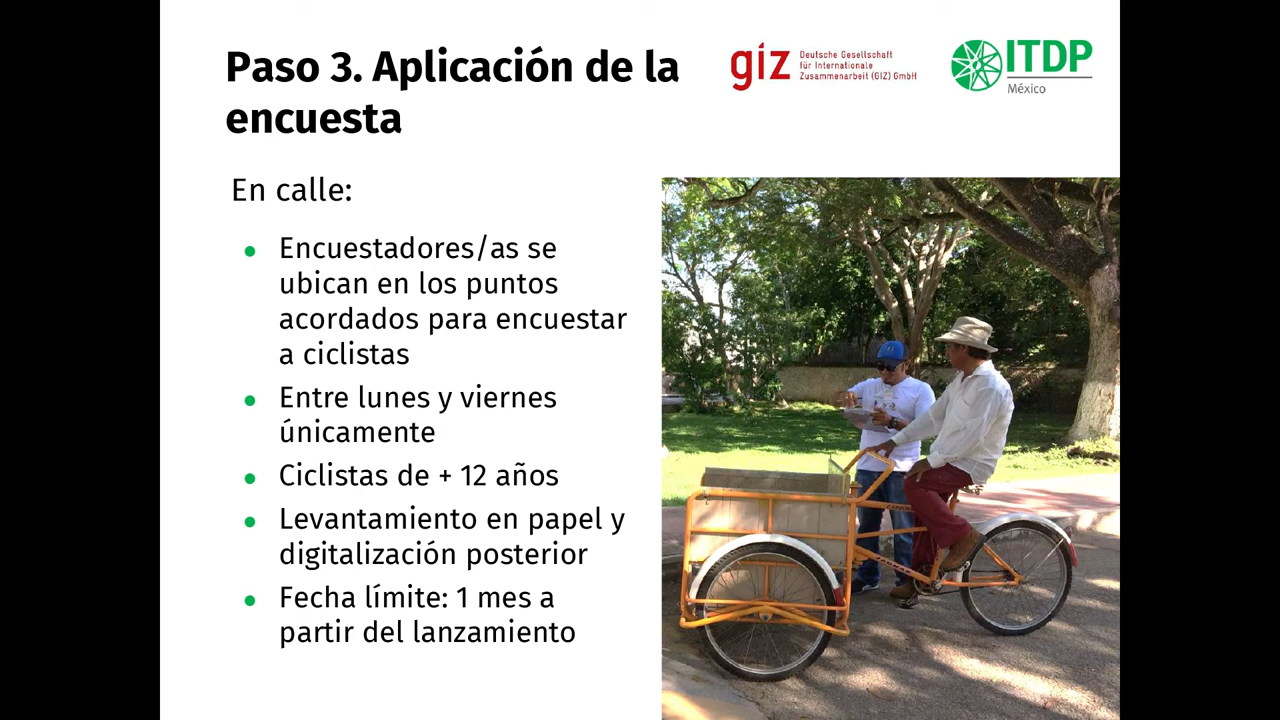 Paso 3. Aplicación de la
encuesta
giz
Deutsche Gesellschaft
für Internationale
Zusammenarbeit (GIZ) GmbH
ITDP
México
En calle:
• Encuestadores/as se
ubican en los puntos
acordados para encuestar
a ciclistas
• Entre lunes y viernes
únicamente
• Ciclistas de + 12 años
• Levantamiento en papel y
digitalización posterior
• Fecha límite: 1 mes a
partir del lanzamiento